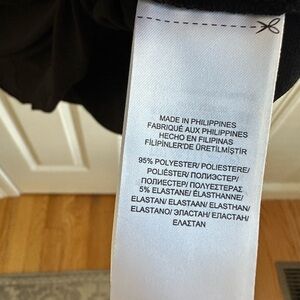 MADE IN PHILIPPINES
FABRIQUÉ AUX PHILIPPINES
HECHO EN FILIPINAS
FİLİPİNLER'DE ÜRETİLMİŞTİR
95% POLYESTER/ POLIESTERE/
POLIÉSTER/ ПОЛИЭСТЕР/
ПОЛИЕСТЕР/ ΠΟΛΥΕΣΤΕΡΑΣ
5% ELASTANE/ ÉLASTHANNE/
ELASTAN/ ELASTAAN/ ELASTHAN/
ELASTANO/ ЭЛАСТАН/ ЕЛАСТАН/
ΕΛΑΣΤΑΝ